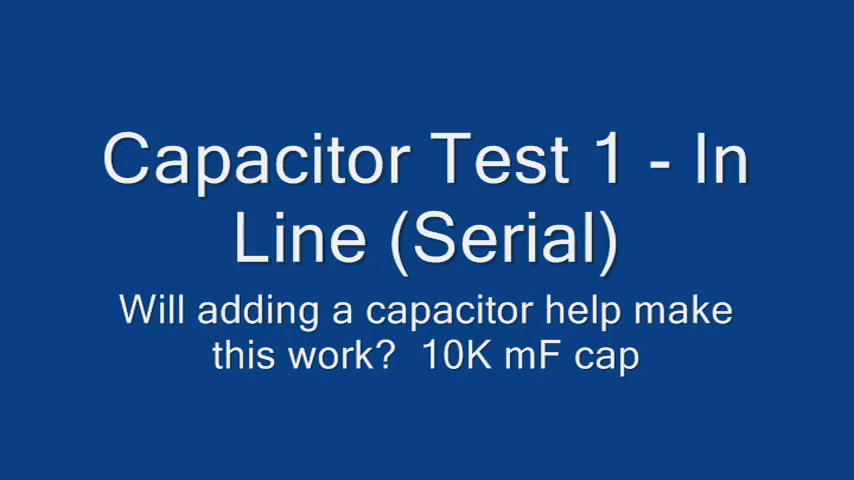 Capacitor Test 1 - In
Line (Serial)
Will adding a capacitor help make
this work?  10K mF cap